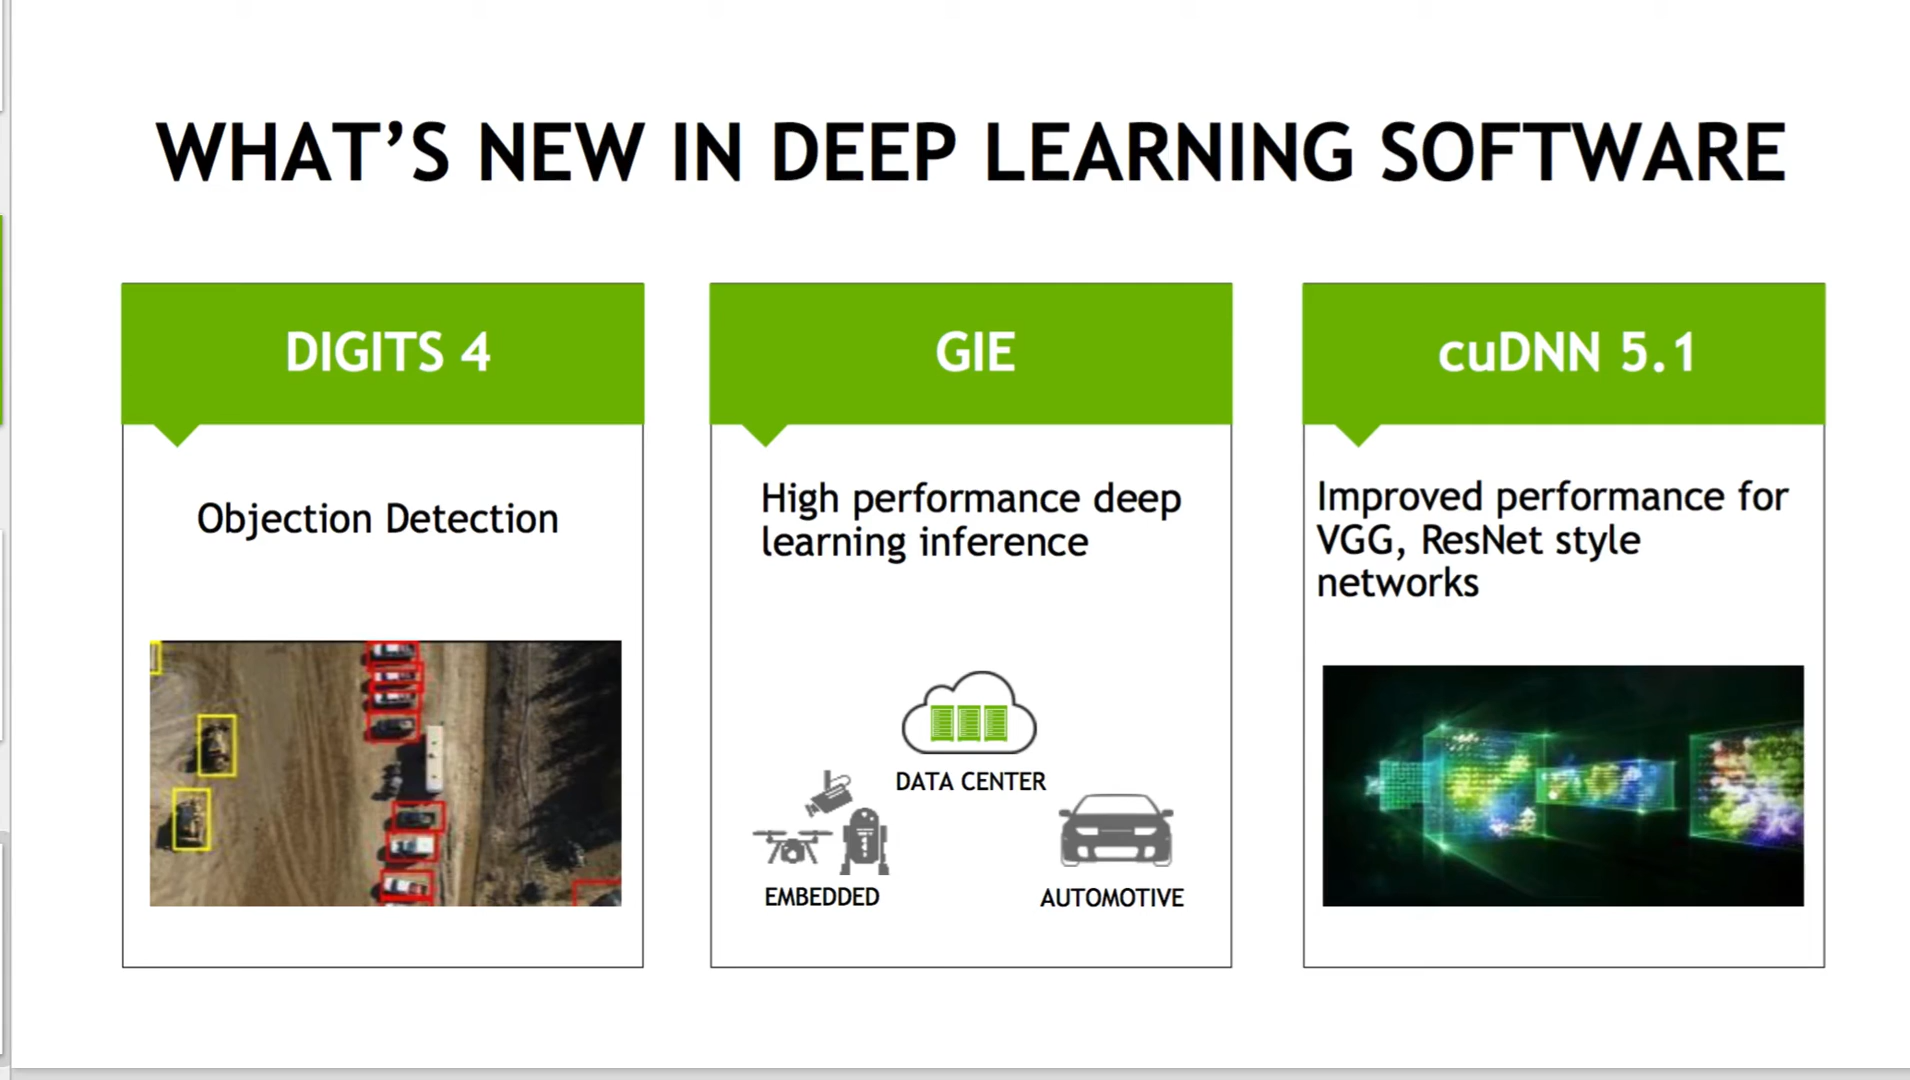 WHAT'S NEW IN DEEP LEARNING SOFTWARE
DIGITS 4
Objection Detection
GIE
High performance deep
learning inference
DATA CENTER
EMBEDDED
AUTOMOTIVE
cuDNN 5.1
Improved performance for
VGG, ResNet style
networks